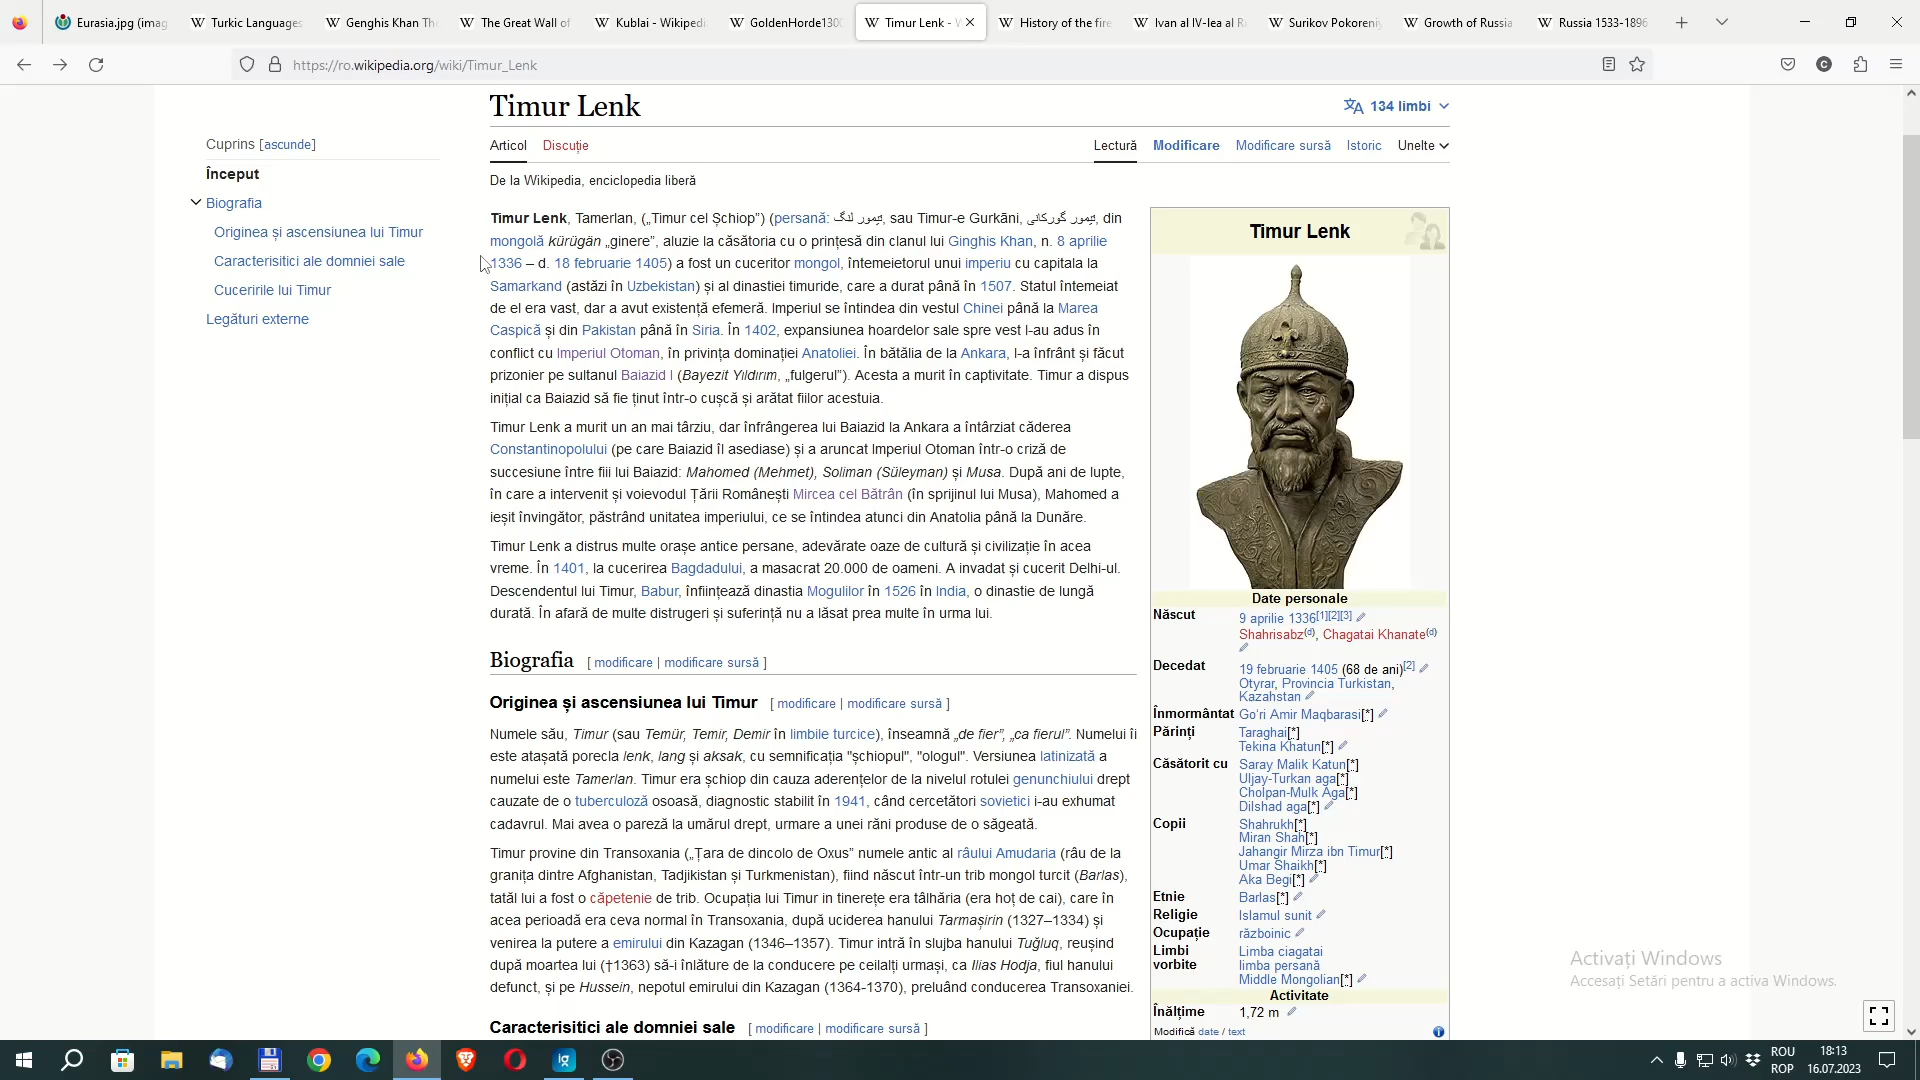 Eurasia.jpg (imag
Turkic Languages
Genghis Khan Th
The Great Wall of
Kublai - Wikipedi
GoldenHorde130
Timur Lenk -
History of the fire
Ivan al IV-lea al R
Surikov Pokoreni
Growth of Russia
Russia 1533-1896
https://ro.wikipedia.org/wiki/Timur_Lenk
Timur Lenk
134 limbi
Cuprins [ascunde]
Început
Biografia
Originea și ascensiunea lui Timur
Caracterisitici ale domniei sale
Cuceririle lui Timur
Legături externe
Articol Discuție
Lectură Modificare Modificare sursă Istoric Unelte
De la Wikipedia, enciclopedia liberă
Timur Lenk, Tamerlan, („Timur cel Șchiop”) (persană: تیمور لنگ, sau Timur-e Gurkāni, تیمور گورکانی, din
mongolă kürügän „ginere”, aluzie la căsătoria cu o prințesă din clanul lui Ginghis Khan, n. 8 aprilie
1336 – d. 18 februarie 1405) a fost un cuceritor mongol, întemeietorul unui imperiu cu capitala la
Samarkand (astăzi în Uzbekistan) și al dinastiei timuride, care a durat până în 1507. Statul întemeiat
de el era vast, dar a avut existență efemeră. Imperiul se întindea din vestul Chinei până la Marea
Caspică și din Pakistan până în Siria. În 1402, expansiunea hoardelor sale spre vest l-au adus în
conflict cu Imperiul Otoman, în privința dominației Anatoliei. În bătălia de la Ankara, l-a înfrânt și făcut
prizonier pe sultanul Baiazid I (Bayezit Yıldırım, „fulgerul”). Acesta a murit în captivitate. Timur a dispus
inițial ca Baiazid să fie ținut într-o cușcă și arătat fiilor acestuia.
Timur Lenk a murit un an mai târziu, dar înfrângerea lui Baiazid la Ankara a întârziat căderea
Constantinopolului (pe care Baiazid îl asediase) și a aruncat Imperiul Otoman într-o criză de
succesiune între fiii lui Baiazid: Mahomed (Mehmet), Soliman (Süleyman) și Musa. După ani de lupte,
în care a intervenit și voievodul Țării Românești Mircea cel Bătrân (în sprijinul lui Musa), Mahomed a
ieșit învingător, păstrând unitatea imperiului, ce se întindea atunci din Anatolia până la Dunăre.
Timur Lenk a distrus multe orașe antice persane, adevărate oaze de cultură și civilizație în acea
vreme. În 1401, la cucerirea Bagdadului, a masacrat 20.000 de oameni. A invadat și cucerit Delhi-ul.
Descendentul lui Timur, Babur, înființează dinastia Mogulilor în 1526 în India, o dinastie de lungă
durată. În afară de multe distrugeri și suferință nu a lăsat prea multe în urma lui.
Biografia [ modificare | modificare sursă ]
Originea și ascensiunea lui Timur [ modificare | modificare sursă ]
Numele său, Timur (sau Temür, Temir, Demir în limbile turcice), înseamnă „de fier”, „ca fierul”. Numelui îi
este atașată porecla lenk, lang și aksak, cu semnificația "șchiopul", "ologul". Versiunea latinizată a
numelui este Tamerlan. Timur era șchiop din cauza aderențelor de la nivelul rotulei genunchiului drept
cauzate de o tuberculoză osoasă, diagnostic stabilit în 1941, când cercetători sovietici i-au exhumat
cadavrul. Mai avea o pareză la umărul drept, urmare a unei răni produse de o săgeată.
Timur provine din Transoxania („Țara de dincolo de Oxus” numele antic al râului Amudaria (râu de la
granița dintre Afghanistan, Tadjikistan și Turkmenistan), fiind născut într-un trib mongol turcit (Barlas),
tatăl lui a fost o căpetenie de trib. Ocupația lui Timur in tinerețe era tâlhăria (era hoț de cai), care în
acea perioadă era ceva normal în Transoxania, după uciderea hanului Tarmașirin (1327–1334) și
venirea la putere a emirului din Kazagan (1346–1357). Timur intră în slujba hanului Tuğluq, reușind
după moartea lui (†1363) să-i înlăture de la conducere pe ceilalți urmași, ca Ilias Hodja, fiul hanului
defunct, și pe Hussein, nepotul emirului din Kazagan (1364-1370), preluând conducerea Transoxaniei.
Caracterisitici ale domniei sale [ modificare | modificare sursă ]
Timur Lenk
Date personale
Născut 9 aprilie 1336[1][2][3]
Shahrisabz(d), Chagatai Khanate(d)
Decedat 19 februarie 1405 (68 de ani)[2]
Otyrar, Provincia Turkistan,
Kazahstan
Înmormântat Go'ri Amir Maqbarasi[*]
Părinți Taraghai[*]
Tekina Khatun[*]
Căsătorit cu Saray Malik Katun[*]
Uljay-Turkan aga[*]
Cholpan-Mulk Aga[*]
Dilshad aga[*]
Copii Shahrukh[*]
Miran Shah[*]
Jahangir Mirza ibn Timur[*]
Umar Shaikh[*]
Aka Begi[*]
Etnie Barlas[*]
Religie Islamul sunit
Ocupație războinic
Limbi vorbite Limba ciagatai
limba persană
Middle Mongolian[*]
Activitate
Înălțime 1,72 m
Modifică date / text
Activați Windows
Accesați Setări pentru a activa Windows.
ROU
ROP
18:13
16.07.2023